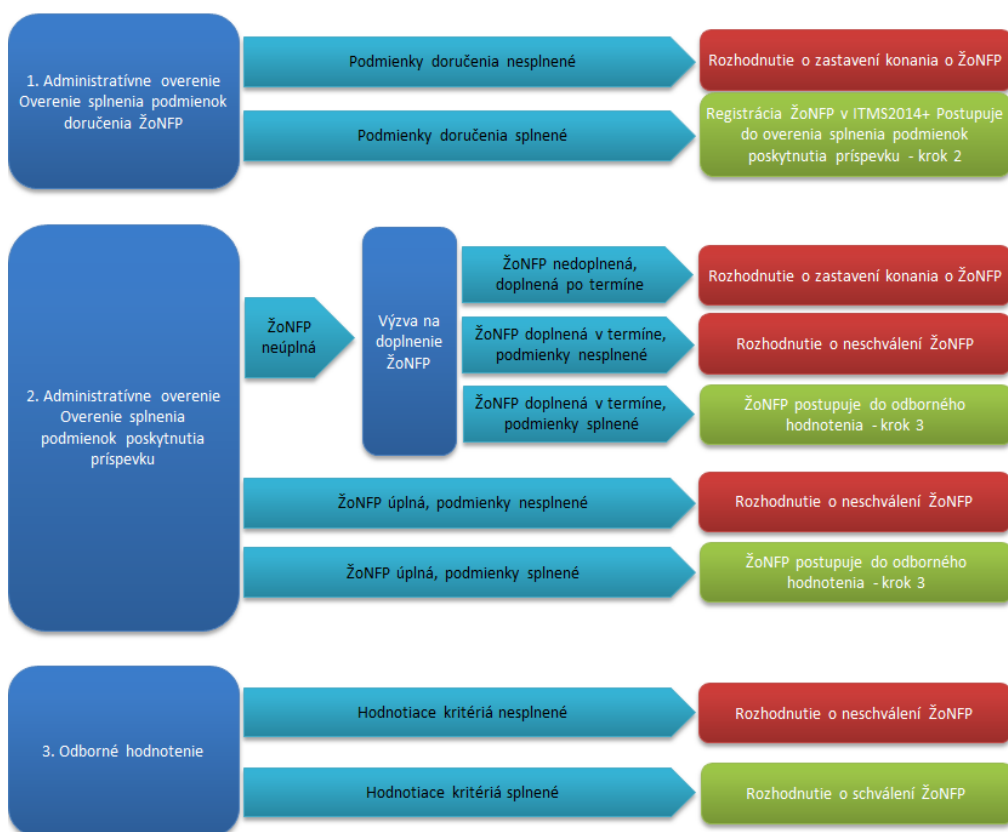 1. Administratívne overenie
Overenie splnenia podmienok
doručenia ŽoNFP
Podmienky doručenia nesplnené
Rozhodnutie o zastavení konania o ŽoNFP
Podmienky doručenia splnené
Registrácia ŽoNFP v ITMS2014+ Postupuje
do overenia splnenia podmienok
poskytnutia príspevku - krok 2
2. Administratívne overenie
Overenie splnenia
podmienok poskytnutia
príspevku
ŽoNFP
neúplná
Výzva na
doplnenie
ŽoNFP
ŽoNFP nedoplnená,
doplnená po termíne
Rozhodnutie o zastavení konania o ŽoNFP
ŽoNFP doplnená v termíne,
podmienky nesplnené
Rozhodnutie o neschválení ŽoNFP
ŽoNFP doplnená v termíne,
podmienky splnené
ŽoNFP postupuje do odborného
hodnotenia - krok 3
ŽoNFP úplná, podmienky nesplnené
Rozhodnutie o neschválení ŽoNFP
ŽoNFP úplná, podmienky splnené
ŽoNFP postupuje do odborného
hodnotenia - krok 3
3. Odborné hodnotenie
Hodnotiace kritériá nesplnené
Rozhodnutie o neschválení ŽoNFP
Hodnotiace kritériá splnené
Rozhodnutie o schválení ŽoNFP